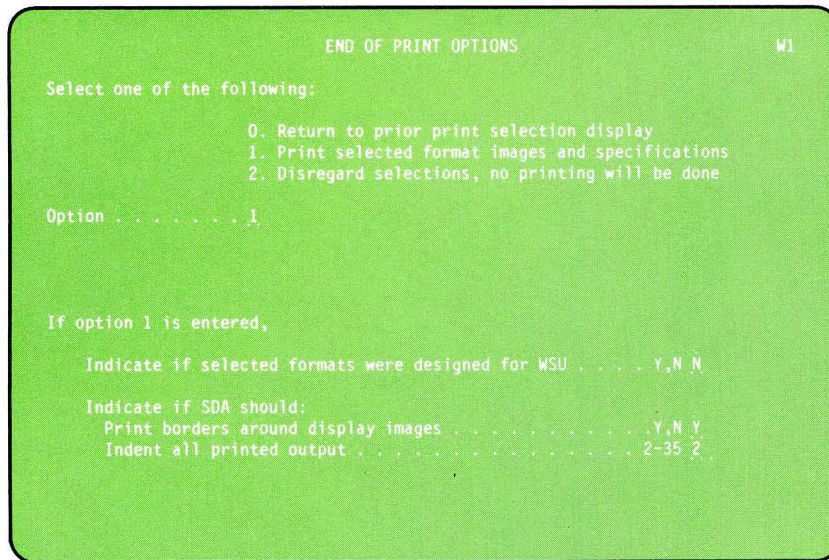 END OF PRINT OPTIONS W1
Select one of the following:
0. Return to prior print selection display
1. Print selected format images and specifications
2. Disregard selections, no printing will be done
Option . . . . . . . 1
If option 1 is entered,
Indicate if selected formats were designed for WSU . . . . Y,N N
Indicate if SDA should:
Print borders around display images . . . . . . . . . . . .Y,N Y
Indent all printed output . . . . . . . . . . . . . . . . 2-35 2